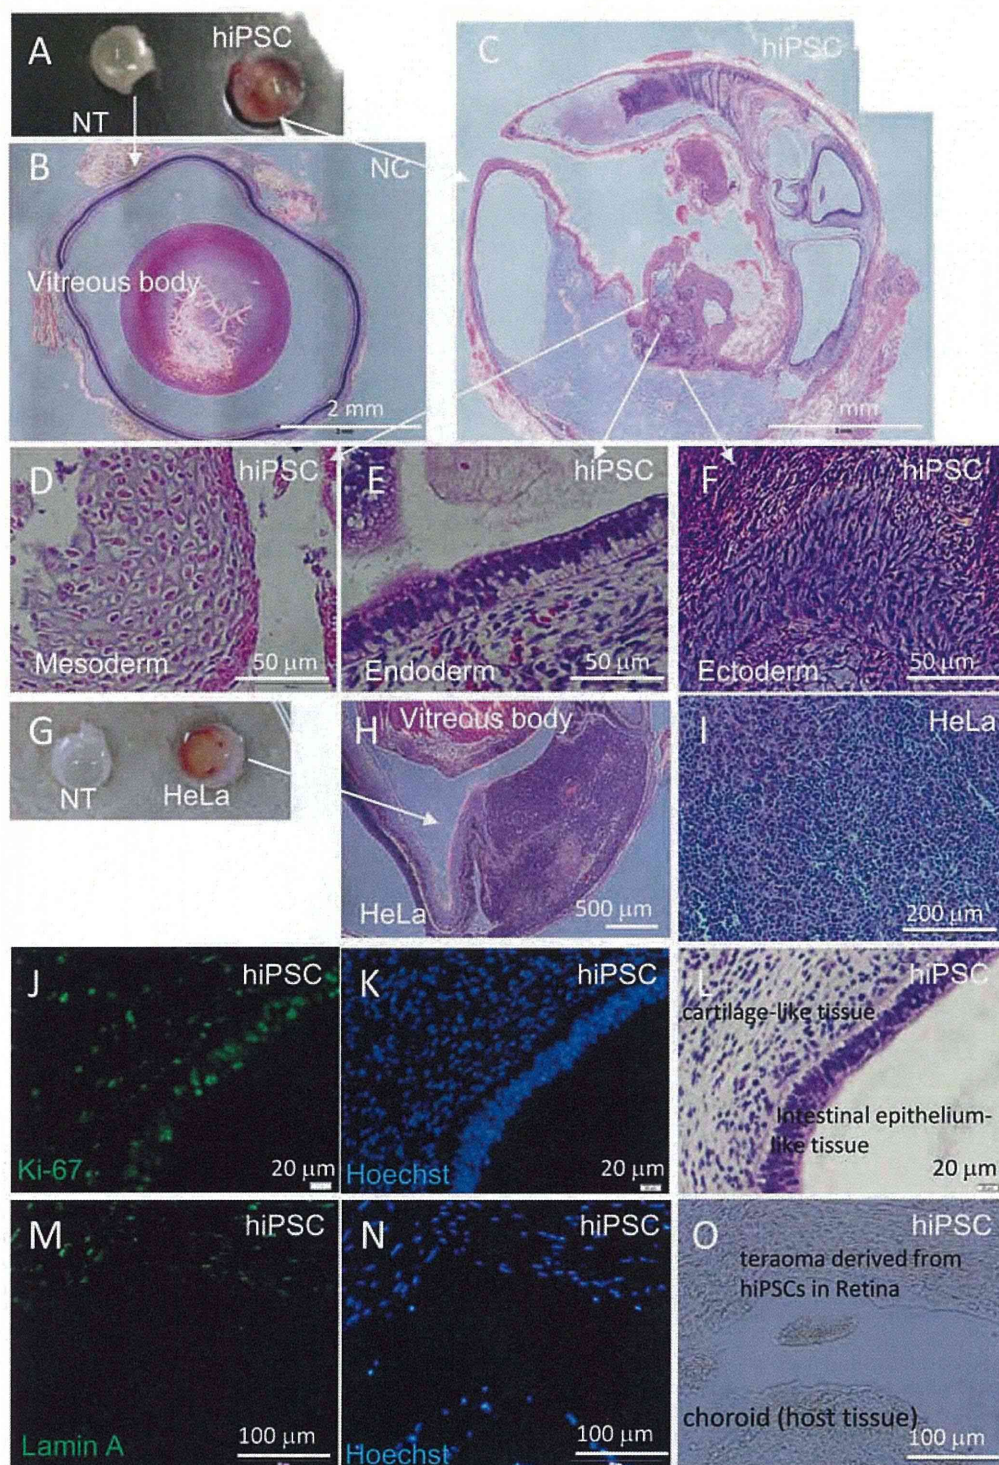 A
hiPSC
NT
B
NC
Vitreous body
2 mm
C
hiPSC
mm
D
hiPSC
Mesoderm
50 μm
E
hiPSC
Endoderm
50 μm
F
hiPSC
Ectoderm
50 μm
G
NT
HeLa
H
Vitreous body
HeLa
500 μm
I
HeLa
200 μm
J
hiPSC
Ki-67
20 μm
K
hiPSC
Hoechst
20 μm
L
hiPSC
cartilage-like tissue
Intestinal epithelium-
like tissue
20 μm
M
hiPSC
Lamin A
100 μm
N
hiPSC
Hoechst
100 μm
O
hiPSC
teraoma derived from
hiPSCs in Retina
choroid (host tissue)
100 μm